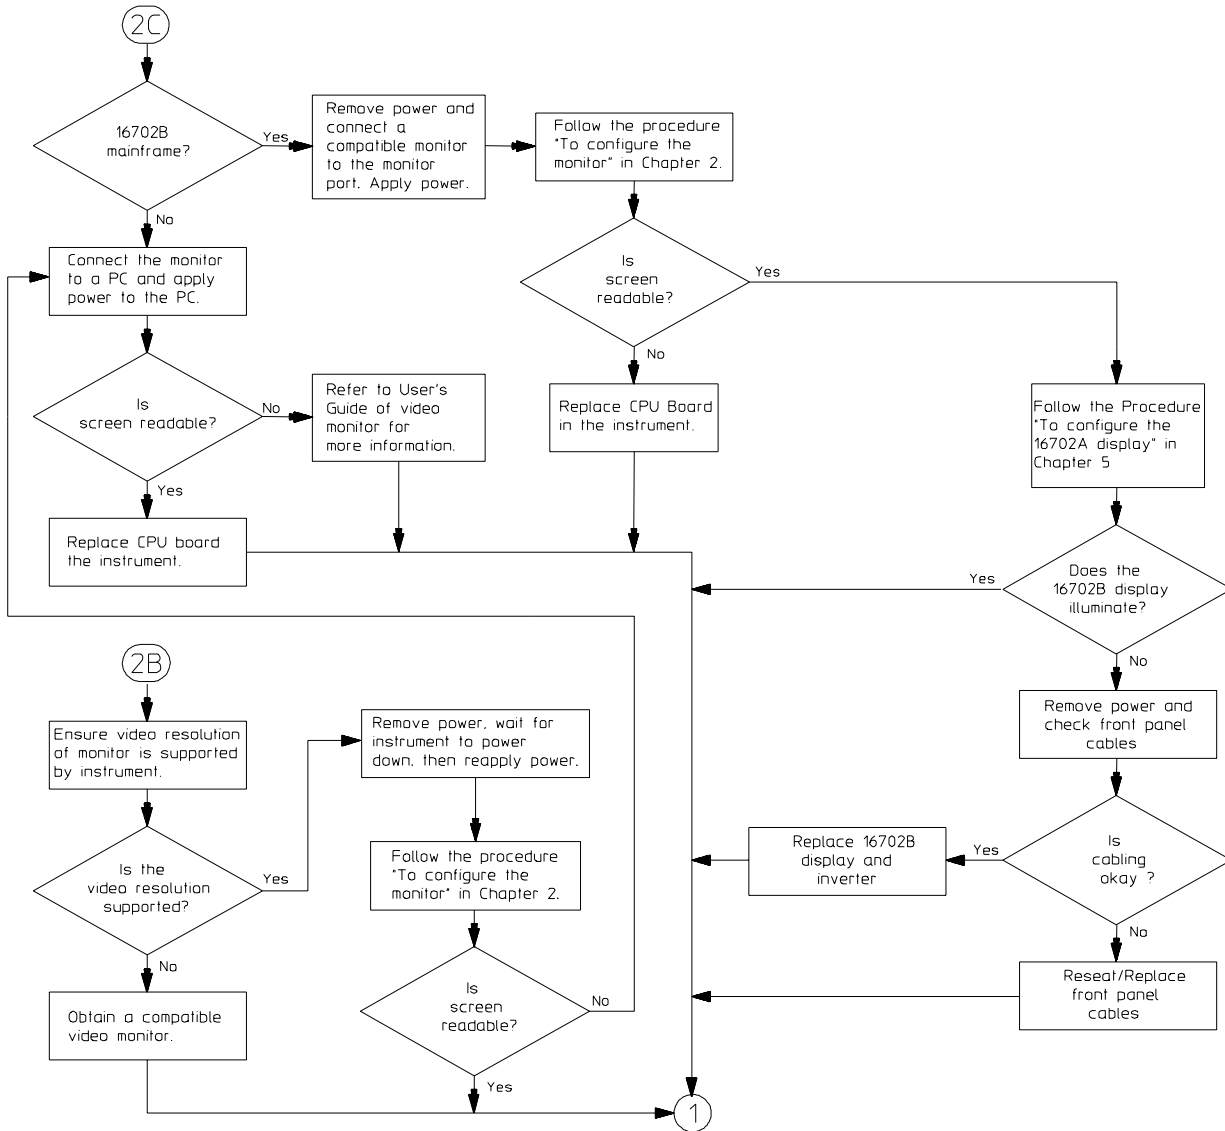 2C
16702B
mainframe?
Yes
No
Remove power and
connect a
compatible monitor
to the monitor
port. Apply power.
Follow the procedure
"To configure the
monitor" in Chapter 2.
Is
screen
readable?
Yes
No
Replace CPU Board
in the instrument.
Connect the monitor
to a PC and apply
power to the PC.
Is
screen readable?
No
Yes
Refer to User's
Guide of video
monitor for
more information.
Replace CPU board
the instrument.
Follow the Procedure
"To configure the
16702A display" in
Chapter 5
Does the
16702B display
illuminate?
Yes
No
Remove power and
check front panel
cables
Is
cabling
okay ?
Yes
No
Replace 16702B
display and
inverter
Reseat/Replace
front panel
cables
2B
Ensure video resolution
of monitor is supported
by instrument.
Is the
video resolution
supported?
Yes
No
Obtain a compatible
video monitor.
Remove power, wait for
instrument to power
down, then reapply power.
Follow the procedure
"To configure the
monitor" in Chapter 2.
Is
screen
readable?
No
Yes
1